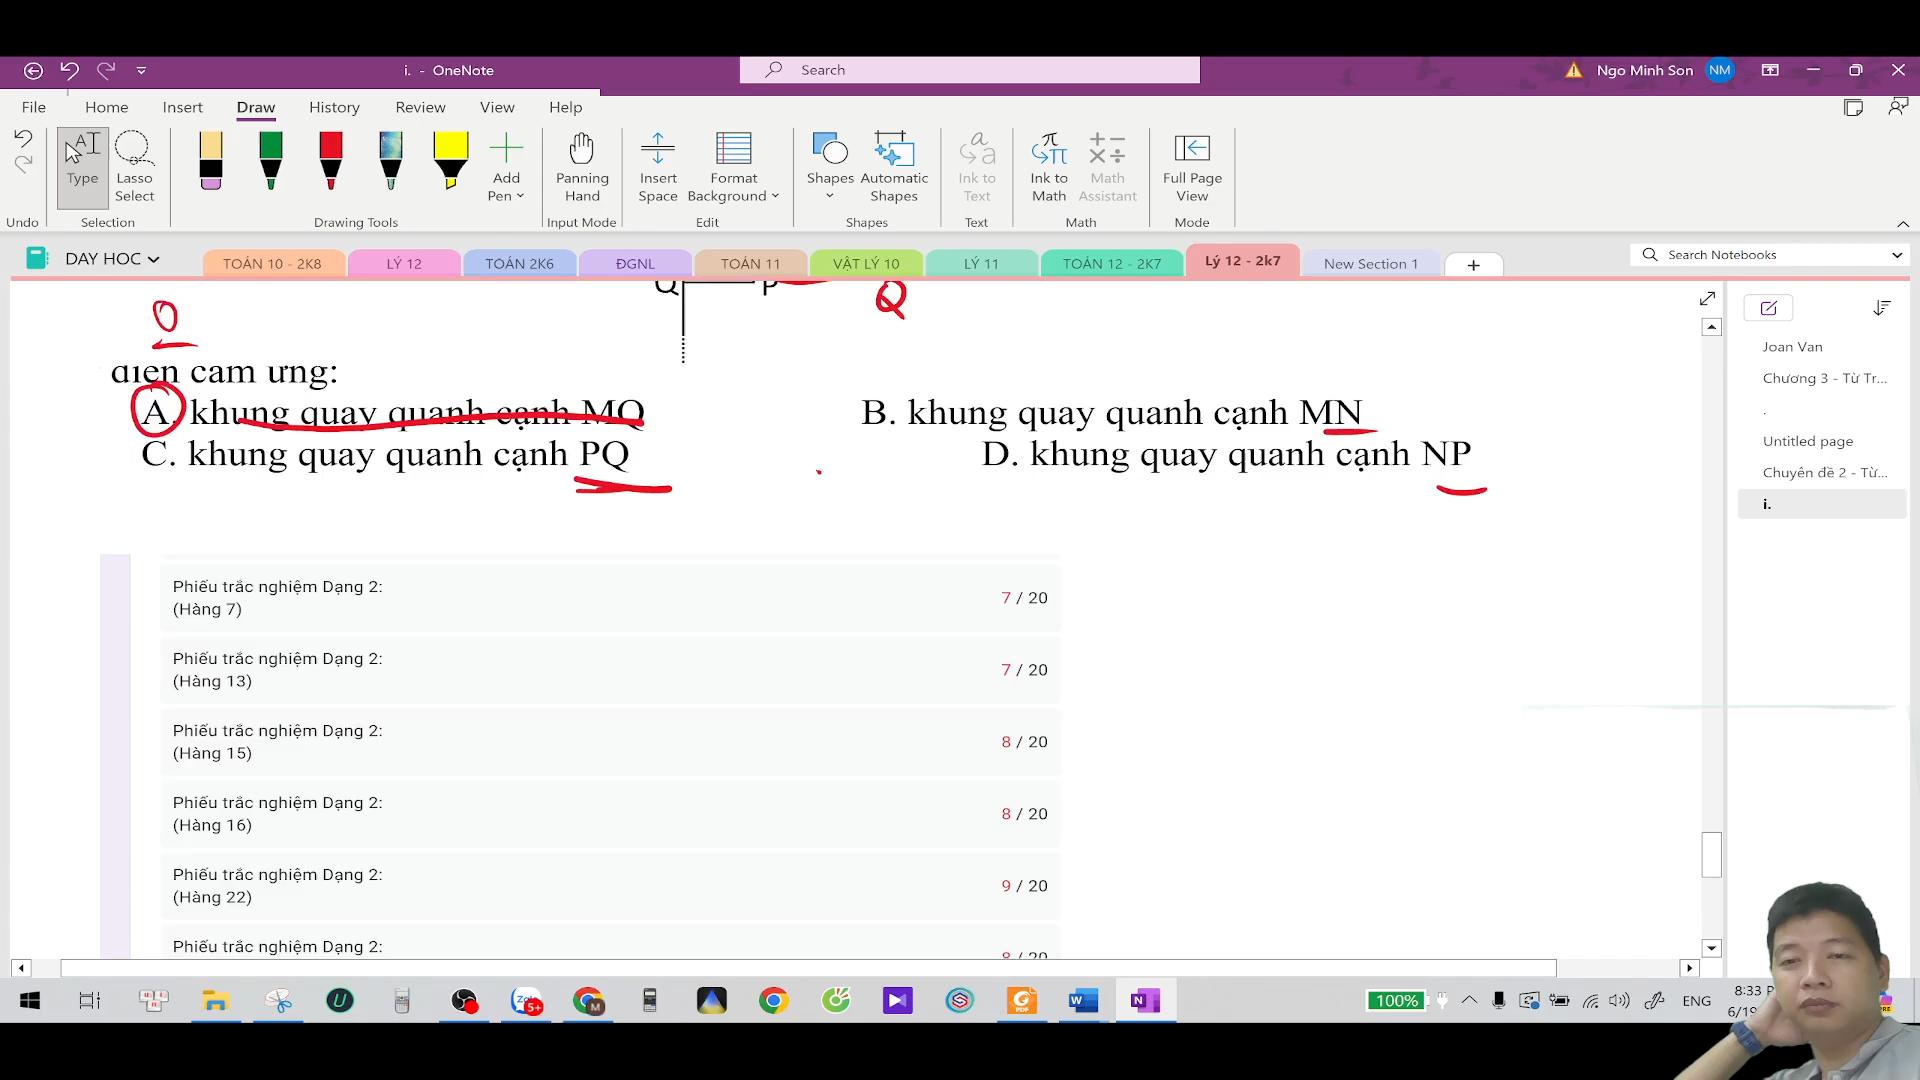 i. - OneNote
Search
Ngo Minh Son
NM
File Home Insert Draw History Review View Help
Type
Lasso Select
Add Pen
Panning Hand
Insert Space
Format Background
Shapes
Automatic Shapes
Ink to Text
Ink to Math
Math Assistant
Full Page View
Undo Selection Drawing Tools Input Mode Edit Shapes Text Math Mode
DAY HOC
TOÁN 10 - 2K8 LÝ 12 TOÁN 2K6 ĐGNL TOÁN 11 VẬT LÝ 10 LÝ 11 TOÁN 12 - 2K7 Lý 12 - 2k7 New Section 1 +
Search Notebooks
Q P Q
0
điện cảm ứng:
A. khung quay quanh cạnh MQ B. khung quay quanh cạnh MN
C. khung quay quanh cạnh PQ D. khung quay quanh cạnh NP
Phiếu trắc nghiệm Dạng 2:
(Hàng 7)
7 / 20
Phiếu trắc nghiệm Dạng 2:
(Hàng 13)
7 / 20
Phiếu trắc nghiệm Dạng 2:
(Hàng 15)
8 / 20
Phiếu trắc nghiệm Dạng 2:
(Hàng 16)
8 / 20
Phiếu trắc nghiệm Dạng 2:
(Hàng 22)
9 / 20
Phiếu trắc nghiệm Dạng 2:
8 / 20
Joan Van
Chương 3 - Từ Tr...
.
Untitled page
Chuyên đề 2 - Từ...
i.
100%
ENG
8:33 P
6/19